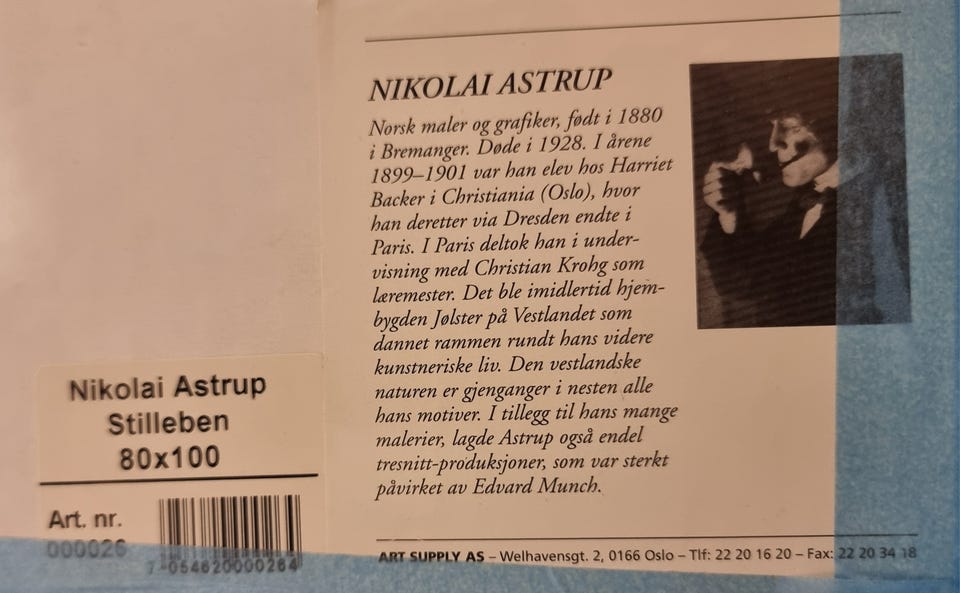 NIKOLAI ASTRUP
Norsk maler og grafiker, født i 1880
i Bremanger. Døde i 1928. I årene
1899–1901 var han elev hos Harriet
Backer i Christiania (Oslo), hvor
han deretter via Dresden endte i
Paris. I Paris deltok han i under-
visning med Christian Krohg som
læremester. Det ble imidlertid hjem-
bygden Jølster på Vestlandet som
dannet rammen rundt hans videre
kunstneriske liv. Den vestlandske
naturen er gjenganger i nesten alle
hans motiver. I tillegg til hans mange
malerier, lagde Astrup også endel
tresnitt-produksjoner, som var sterkt
påvirket av Edvard Munch.
ART SUPPLY AS – Welhavensgt. 2, 0166 Oslo – Tlf: 22 20 16 20 – Fax: 22 20 34 18
Nikolai Astrup
Stilleben
80x100
Art. nr.
000026
7 054620000264